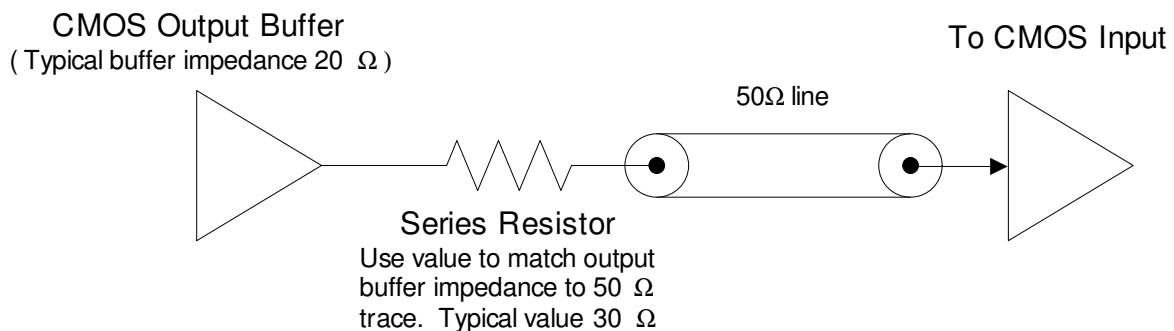 CMOS Output Buffer
( Typical buffer impedance 20 Ω )
To CMOS Input
50Ω line
Series Resistor
Use value to match output
buffer impedance to 50 Ω
trace. Typical value 30 Ω